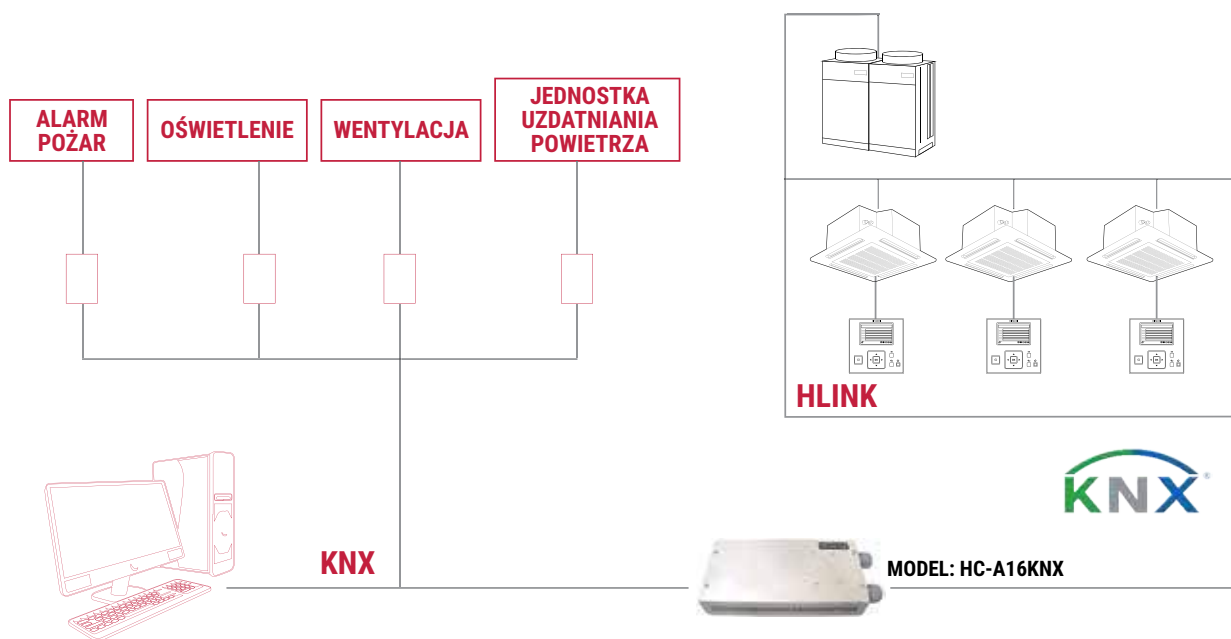 ALARM
POŻAR
OŚWIETLENIE
WENTYLACJA
JEDNOSTKA
UZDATNIANIA
POWIETRZA
HLINK
KNX
KNX
®
MODEL: HC-A16KNX